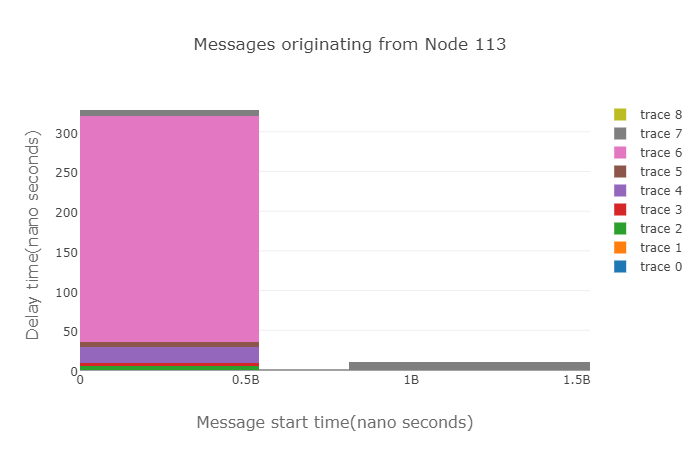 Messages originating from Node 113
Delay time(nano seconds)
300
250
200
150
100
50
0
0
0.5B
1B
1.5B
Message start time(nano seconds)
trace 8
trace 7
trace 6
trace 5
trace 4
trace 3
trace 2
trace 1
trace 0